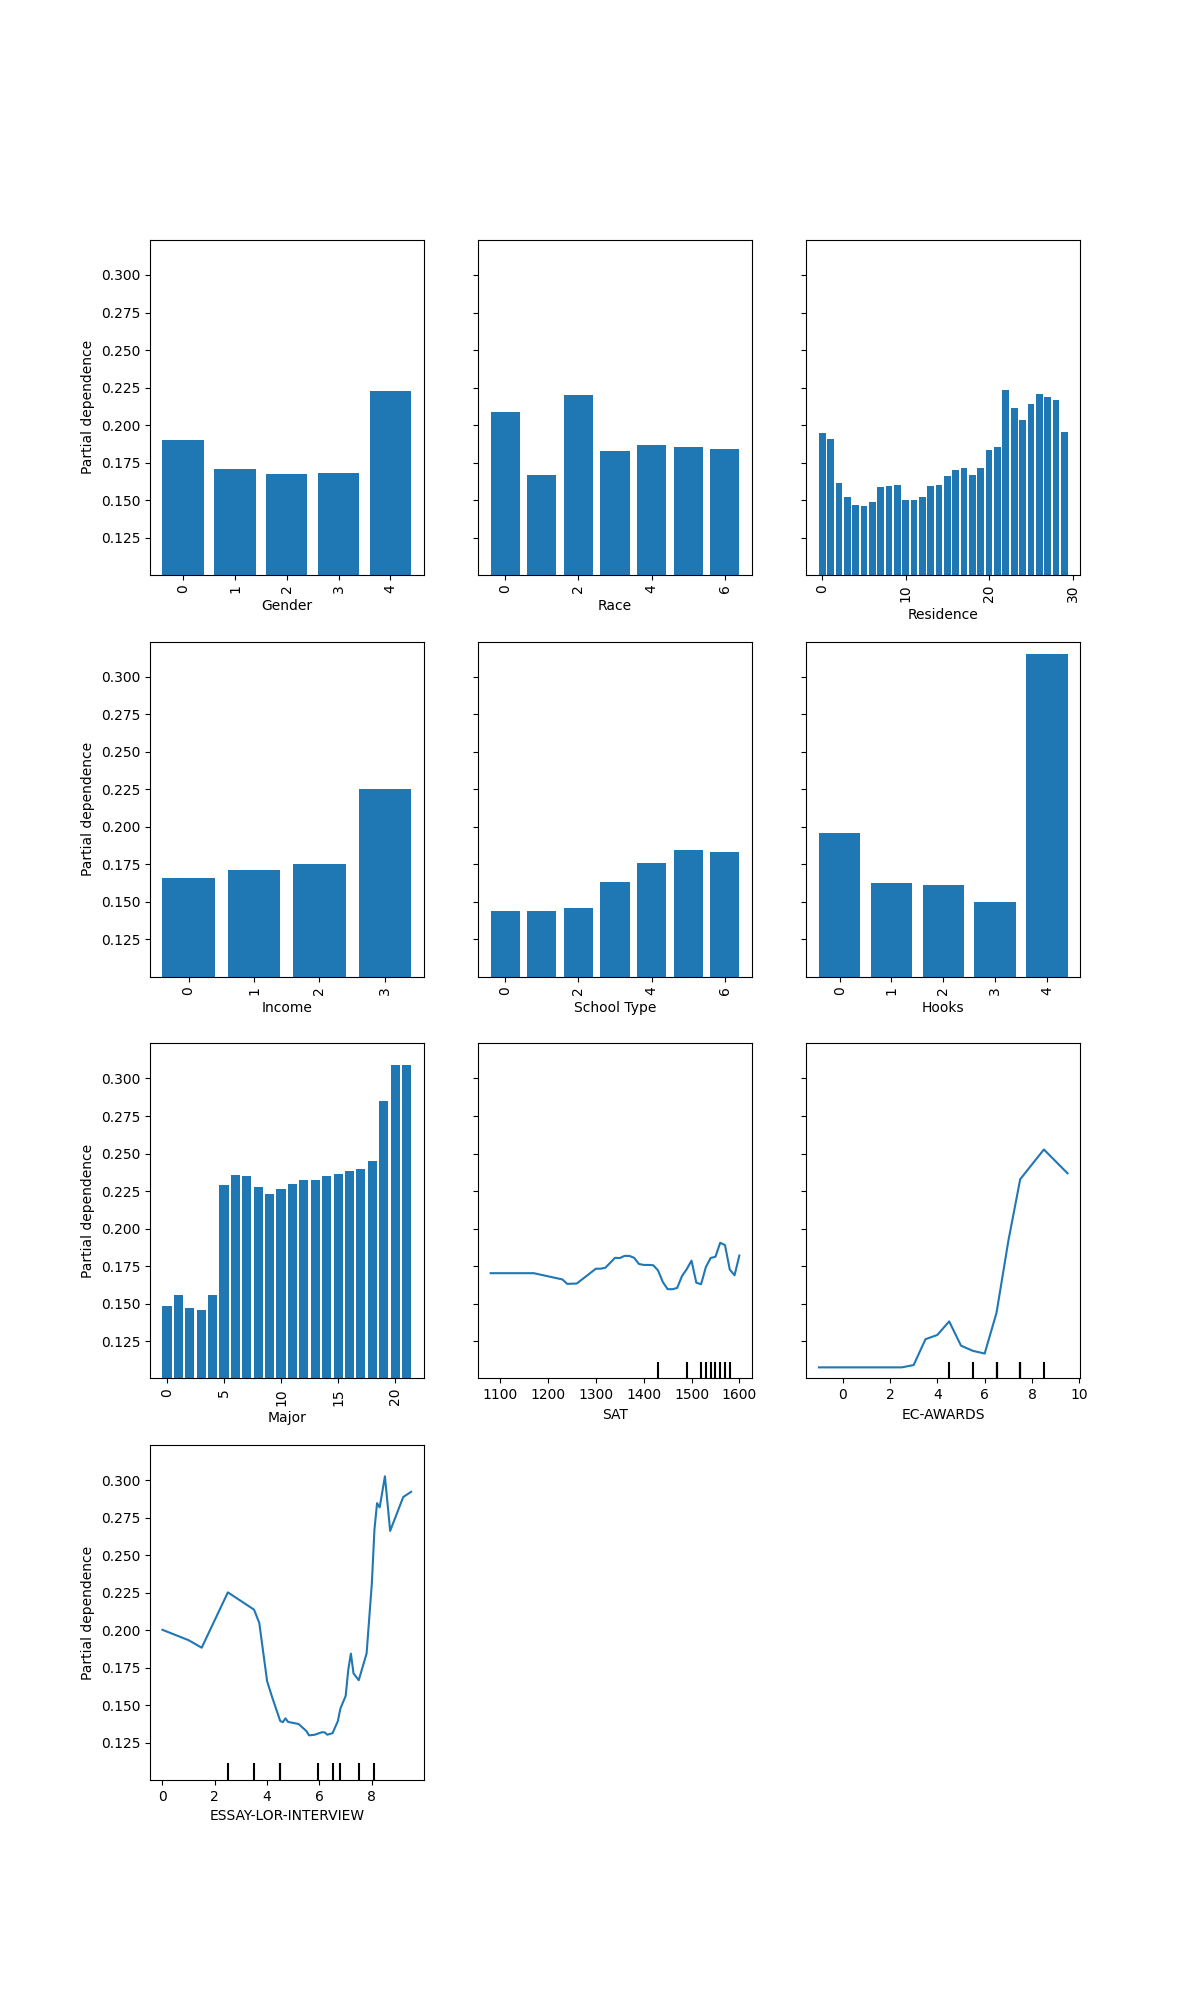 0.300
0.275
0.250
0.225
0.200
0.175
0.150
0.125
Partial dependence
0 1 2 3 4
Gender
0 2 4 6
Race
0 10 20 30
Residence
0.300
0.275
0.250
0.225
0.200
0.175
0.150
0.125
Partial dependence
0 1 2 3
Income
0 2 4 6
School Type
0 1 2 3 4
Hooks
0.300
0.275
0.250
0.225
0.200
0.175
0.150
0.125
Partial dependence
0 5 10 15 20
Major
1100 1200 1300 1400 1500 1600
SAT
0 2 4 6 8 10
EC-AWARDS
0.300
0.275
0.250
0.225
0.200
0.175
0.150
0.125
Partial dependence
0 2 4 6 8
ESSAY-LOR-INTERVIEW